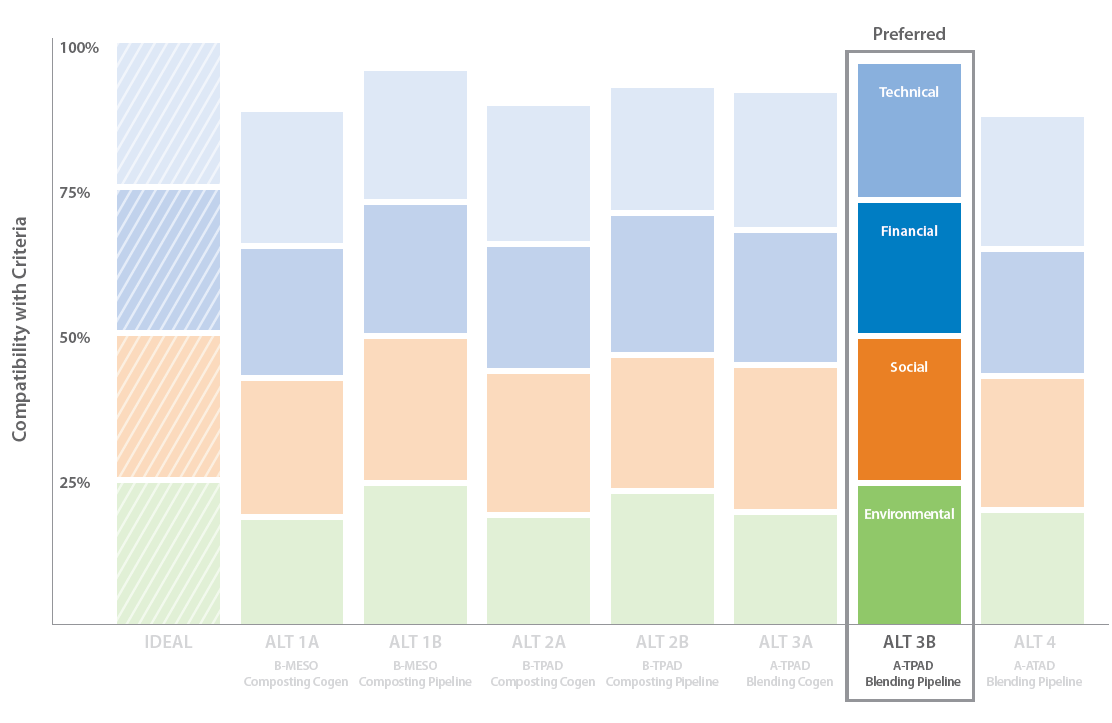 Preferred
100%
75%
50%
25%
Compatibility with Criteria
Technical
Financial
Social
Environmental
IDEAL
ALT 1A
B-MESO
Composting Cogen
ALT 1B
B-MESO
Composting Pipeline
ALT 2A
B-TPAD
Composting Cogen
ALT 2B
B-TPAD
Composting Pipeline
ALT 3A
A-TPAD
Blending Cogen
ALT 3B
A-TPAD
Blending Pipeline
ALT 4
A-ATAD
Blending Pipeline